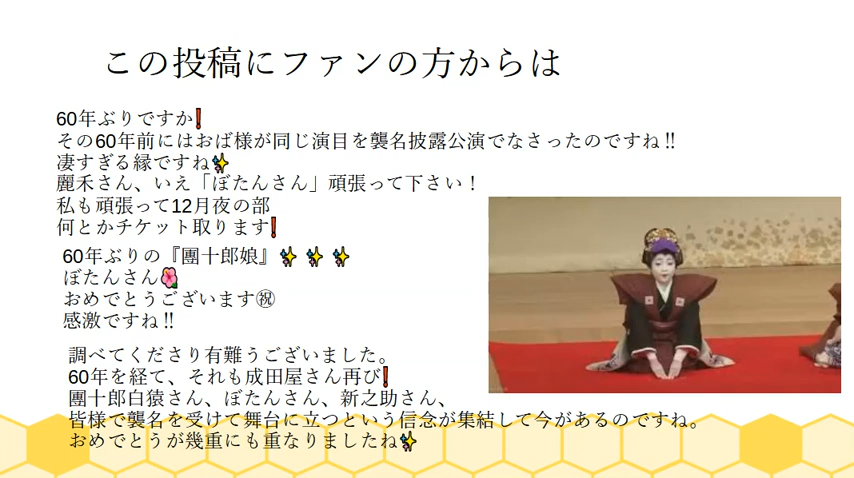 この投稿にファンの方からは
60年ぶりですか❗
その60年前にはおば様が同じ演目を襲名披露公演でなさったのですね‼
凄すぎる縁ですね✨
麗禾さん、いえ「ぼたんさん」頑張って下さい！
私も頑張って12月夜の部
何とかチケット取ります❗
60年ぶりの『團十郎娘』✨ ✨ ✨
ぼたんさん🌺
おめでとうございます㊗
感激ですね‼
調べてくださり有難うございました。
60年を経て、それも成田屋さん再び❗
團十郎白猿さん、ぼたんさん、新之助さん、
皆様で襲名を受けて舞台に立つという信念が集結して今があるのですね。
おめでとうが幾重にも重なりましたね✨